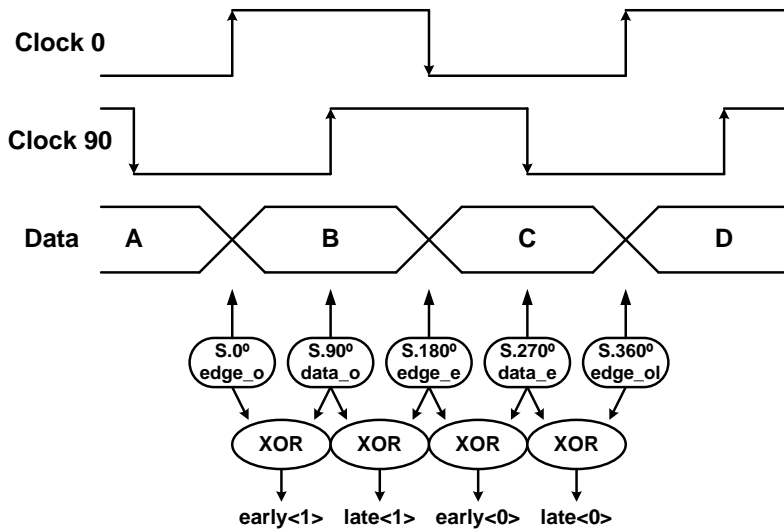 Clock 0
Clock 90
Data
A
B
C
D
S.0º
edge_o
S.90º
data_o
S.180º
edge_e
S.270º
data_e
S.360º
edge_ol
XOR
XOR
XOR
XOR
early<1>
late<1>
early<0>
late<0>